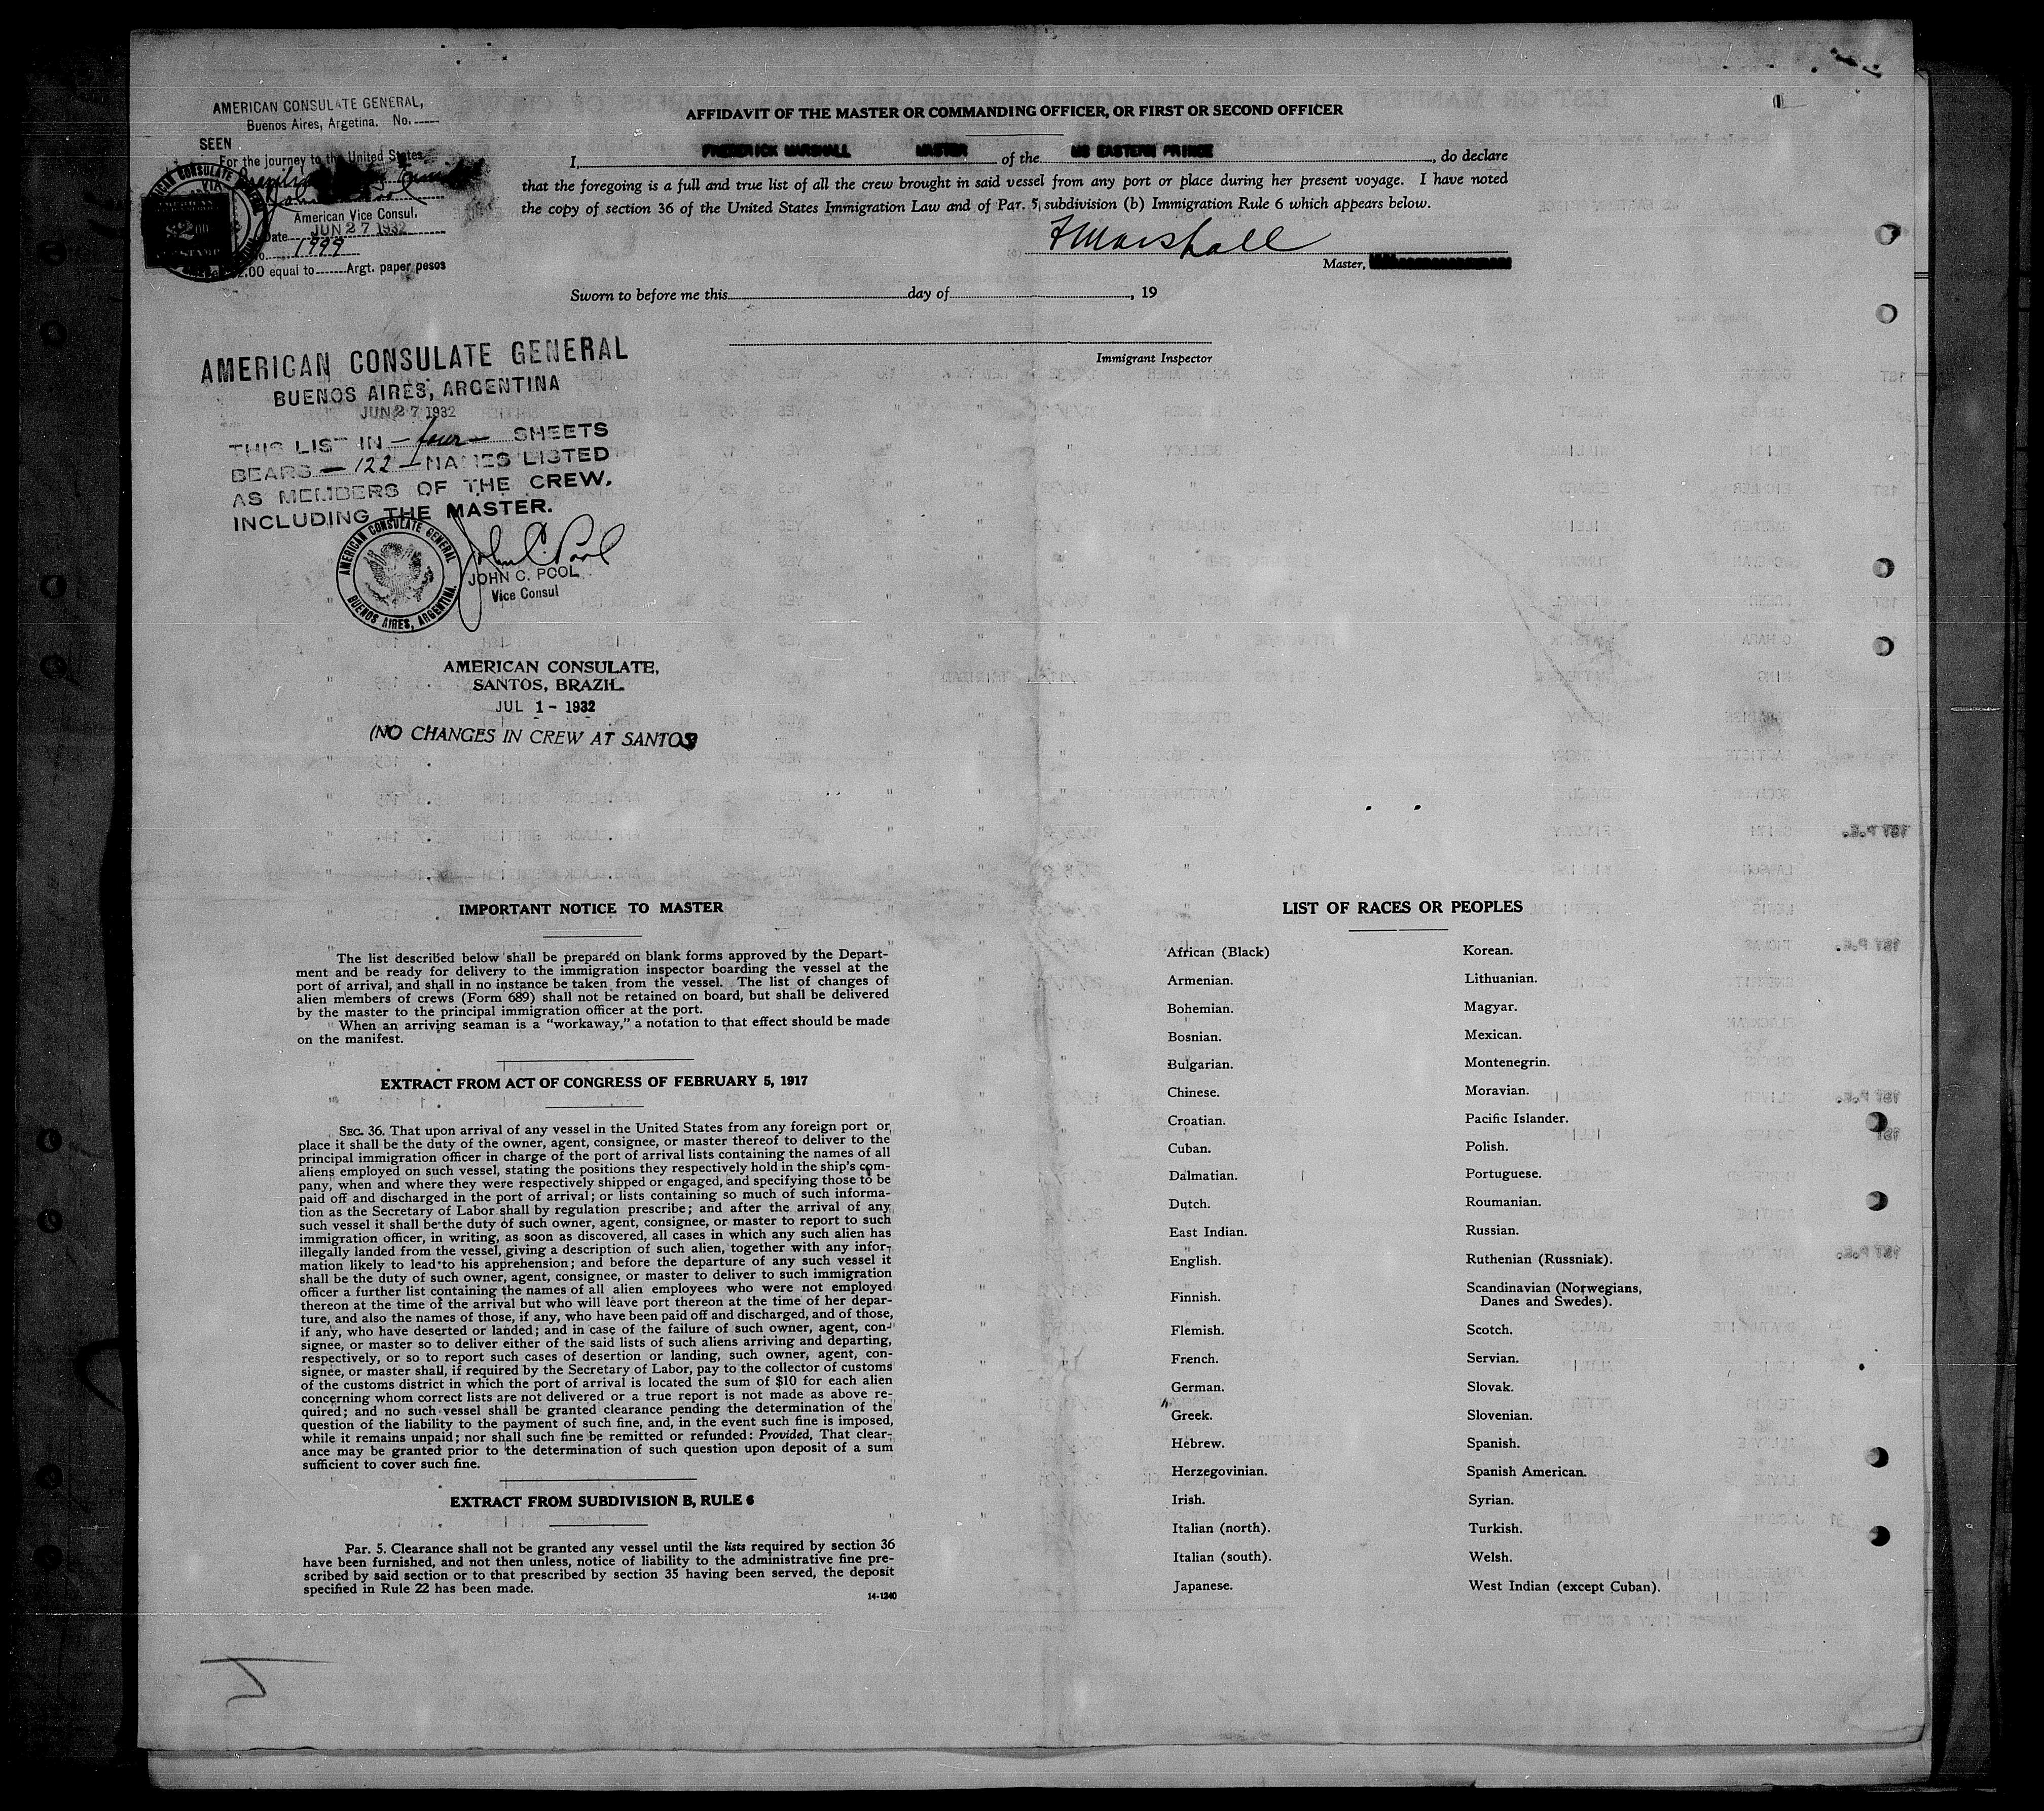 AMERICAN CONSULATE GENERAL,
Buenos Aires, Argetina. No.
SEEN
For the journey to the United States
VIA
American Vice Consul.
Date JUN 27 1932
No. 1999
$2.00 equal to Argt. paper pesos
AFFIDAVIT OF THE MASTER OR COMMANDING OFFICER, OR FIRST OR SECOND OFFICER
I, FREDERICK MARSHALL MASTER of the MS EASTERN PRINCE, do declare
that the foregoing is a full and true list of all the crew brought in said vessel from any port or place during her present voyage. I have noted
the copy of section 36 of the United States Immigration Law and of Par. 5, subdivision (b) Immigration Rule 6 which appears below.
FMarshall
Master,
Sworn to before me this day of , 19
Immigrant Inspector
AMERICAN CONSULATE GENERAL
BUENOS AIRES, ARGENTINA
JUN 27 1932
THIS LIST IN - four - SHEETS
BEARS - 122 - NAMES LISTED
AS MEMBERS OF THE CREW.
INCLUDING THE MASTER.
AMERICAN CONSULATE GENERAL
BUENOS AIRES, ARGENTINA.
John C. Pool
JOHN C. POOL
Vice Consul
AMERICAN CONSULATE,
SANTOS, BRAZIL.
JUL 1 - 1932
(NO CHANGES IN CREW AT SANTOS)
IMPORTANT NOTICE TO MASTER
The list described below shall be prepared on blank forms approved by the Depart-
ment and be ready for delivery to the immigration inspector boarding the vessel at the
port of arrival, and shall in no instance be taken from the vessel. The list of changes of
alien members of crews (Form 689) shall not be retained on board, but shall be delivered
by the master to the principal immigration officer at the port.
When an arriving seaman is a "workaway," a notation to that effect should be made
on the manifest.
EXTRACT FROM ACT OF CONGRESS OF FEBRUARY 5, 1917
SEC. 36. That upon arrival of any vessel in the United States from any foreign port or
place it shall be the duty of the owner, agent, consignee, or master thereof to deliver to the
principal immigration officer in charge of the port of arrival lists containing the names of all
aliens employed on such vessel, stating the positions they respectively hold in the ship's com-
pany, when and where they were respectively shipped or engaged, and specifying those to be
paid off and discharged in the port of arrival; or lists containing so much of such informa-
tion as the Secretary of Labor shall by regulation prescribe; and after the arrival of any
such vessel it shall be the duty of such owner, agent, consignee, or master to report to such
immigration officer, in writing, as soon as discovered, all cases in which any such alien has
illegally landed from the vessel, giving a description of such alien, together with any infor-
mation likely to lead to his apprehension; and before the departure of any such vessel it
shall be the duty of such owner, agent, consignee, or master to deliver to such immigration
officer a further list containing the names of all alien employees who were not employed
thereon at the time of the arrival but who will leave port thereon at the time of her depar-
ture, and also the names of those, if any, who have been paid off and discharged, and of those,
if any, who have deserted or landed; and in case of the failure of such owner, agent, con-
signee, or master so to deliver either of the said lists of such aliens arriving and departing,
respectively, or so to report such cases of desertion or landing, such owner, agent, con-
signee, or master shall, if required by the Secretary of Labor, pay to the collector of customs
of the customs district in which the port of arrival is located the sum of $10 for each alien
concerning whom correct lists are not delivered or a true report is not made as above re-
quired; and no such vessel shall be granted clearance pending the determination of the
question of the liability to the payment of such fine, and, in the event such fine is imposed,
while it remains unpaid; nor shall such fine be remitted or refunded: Provided, That clear-
ance may be granted prior to the determination of such question upon deposit of a sum
sufficient to cover such fine.
EXTRACT FROM SUBDIVISION B, RULE 6
Par. 5. Clearance shall not be granted any vessel until the lists required by section 36
have been furnished, and not then unless, notice of liability to the administrative fine pre-
scribed by said section or to that prescribed by section 35 having been served, the deposit
specified in Rule 22 has been made.
14-1240
LIST OF RACES OR PEOPLES
African (Black)
Armenian.
Bohemian.
Bosnian.
Bulgarian.
Chinese.
Croatian.
Cuban.
Dalmatian.
Dutch.
East Indian.
English.
Finnish.
Flemish.
French.
German.
Greek.
Hebrew.
Herzegovinian.
Irish.
Italian (north).
Italian (south).
Japanese.
Korean.
Lithuanian.
Magyar.
Mexican.
Montenegrin.
Moravian.
Pacific Islander.
Polish.
Portuguese.
Roumanian.
Russian.
Ruthenian (Russniak).
Scandinavian (Norwegians,
Danes and Swedes).
Scotch.
Servian.
Slovak.
Slovenian.
Spanish.
Spanish American.
Syrian.
Turkish.
Welsh.
West Indian (except Cuban).